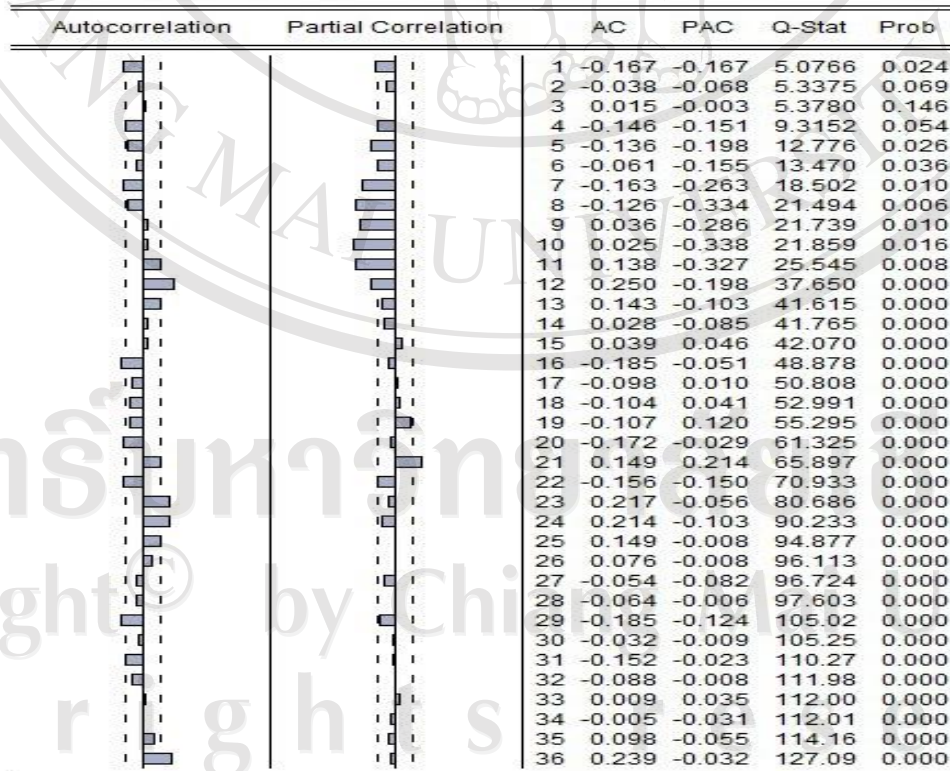 Autocorrelation Partial Correlation AC PAC Q-Stat Prob
1 -0.167 -0.167 5.0766 0.024
2 -0.038 -0.068 5.3375 0.069
3 0.015 -0.003 5.3780 0.146
4 -0.146 -0.151 9.3152 0.054
5 -0.136 -0.198 12.776 0.026
6 -0.061 -0.155 13.470 0.036
7 -0.163 -0.263 18.502 0.010
8 -0.126 -0.334 21.494 0.006
9 0.036 -0.286 21.739 0.010
10 0.025 -0.338 21.859 0.016
11 0.138 -0.327 25.545 0.008
12 0.250 -0.198 37.650 0.000
13 0.143 -0.103 41.615 0.000
14 0.028 -0.085 41.765 0.000
15 0.039 0.046 42.070 0.000
16 -0.185 -0.051 48.878 0.000
17 -0.098 0.010 50.808 0.000
18 -0.104 0.041 52.991 0.000
19 -0.107 0.120 55.295 0.000
20 -0.172 -0.029 61.325 0.000
21 0.149 0.214 65.897 0.000
22 -0.156 -0.150 70.933 0.000
23 0.217 -0.056 80.686 0.000
24 0.214 -0.103 90.233 0.000
25 0.149 -0.008 94.877 0.000
26 0.076 -0.008 96.113 0.000
27 -0.054 -0.082 96.724 0.000
28 -0.064 -0.006 97.603 0.000
29 -0.185 -0.124 105.02 0.000
30 -0.032 -0.009 105.25 0.000
31 -0.152 -0.023 110.27 0.000
32 -0.088 -0.008 111.98 0.000
33 0.009 0.035 112.00 0.000
34 -0.005 -0.031 112.01 0.000
35 0.098 -0.055 114.16 0.000
36 0.239 -0.032 127.09 0.000
ANG MAI UNIVERS
ght© by Chiang Mai U
rights